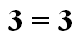 3 = 3